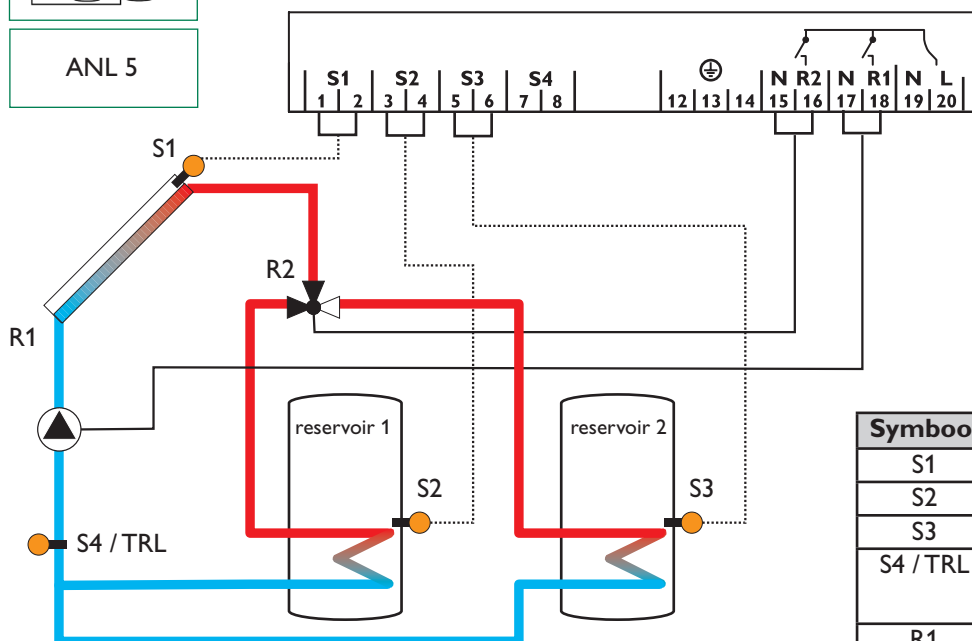 ANL 5
S1 S2 S3 S4 N R2 N R1 N L
1 2 3 4 5 6 7 8 12 13 14 15 16 17 18 19 20
S1
R2
R1
reservoir 1
reservoir 2
S2
S3
S4 / TRL
Symboo
S1
S2
S3
S4 / TRL
R1